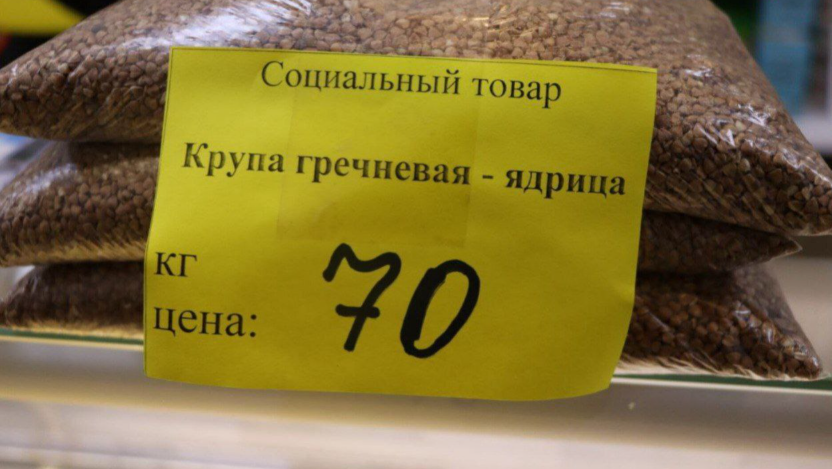 Социальный товар
Крупа гречневая - ядрица
кг
цена: 70